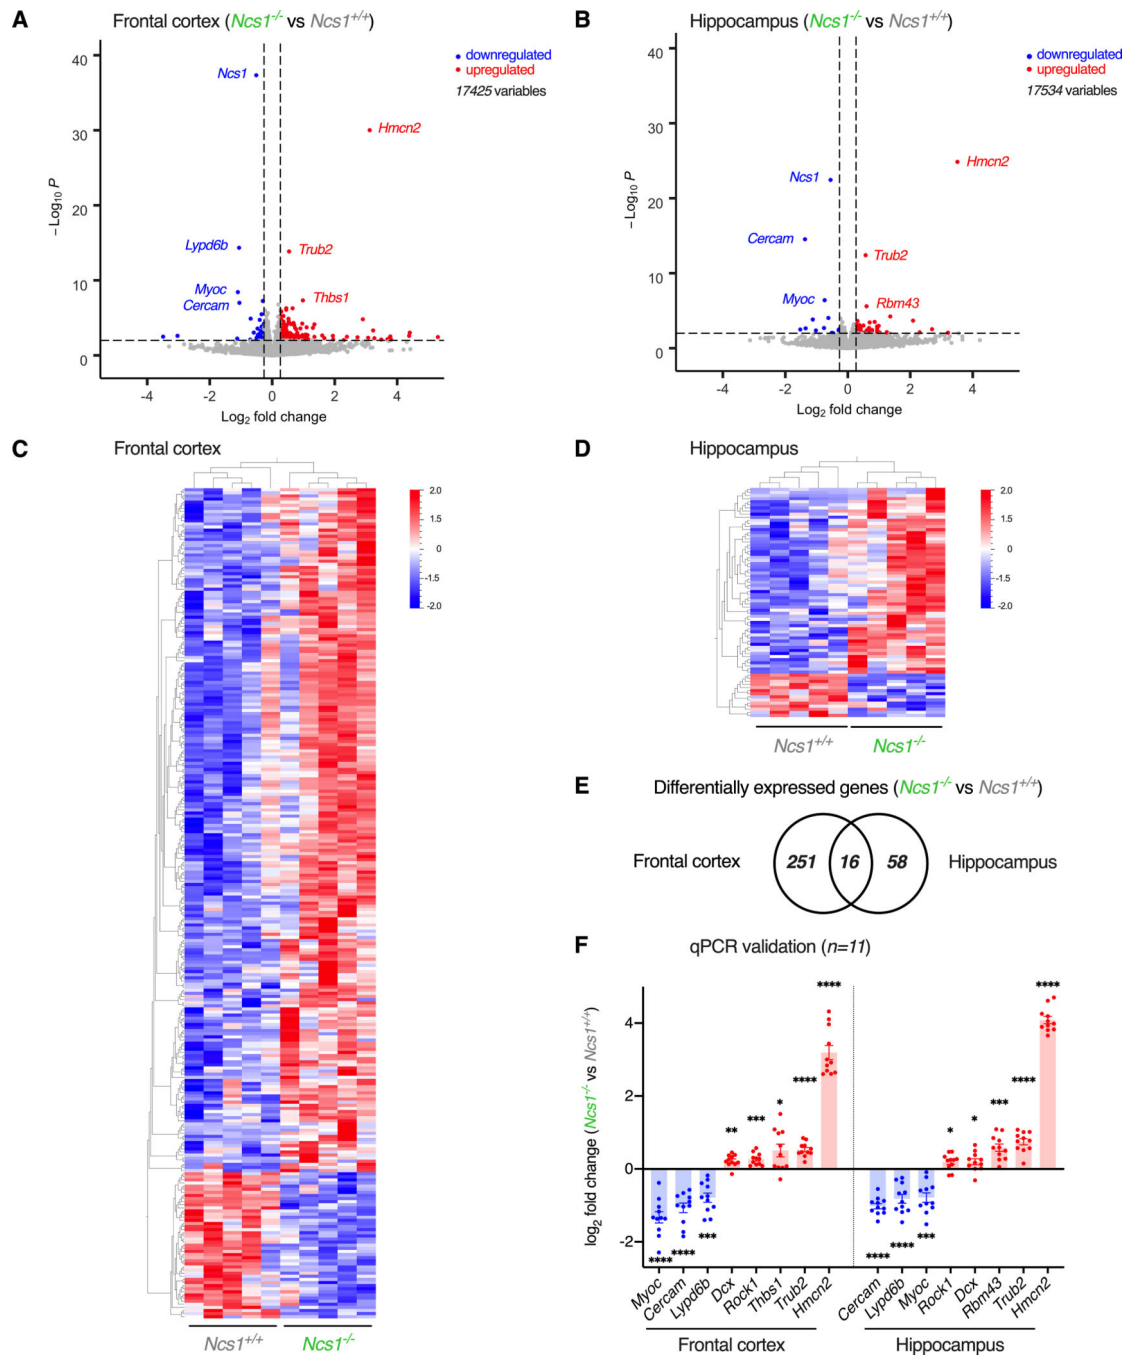 A
Frontal cortex (Ncs1-/- vs Ncs1+/+)
40
30
20
10
0
-4
-2
0
2
4
− Log10 P
Log2 fold change
Ncs1
Hmcn2
Lypd6b
Trub2
Myoc
Cercam
Thbs1
downregulated
upregulated
17425 variables
B
Hippocampus (Ncs1-/- vs Ncs1+/+)
40
30
20
10
0
-4
-2
0
2
4
− Log10 P
Log2 fold change
Hmcn2
Ncs1
Cercam
Trub2
Myoc
Rbm43
downregulated
upregulated
17534 variables
C
Frontal cortex
2.0
1.5
0
-1.5
-2.0
Ncs1+/+
Ncs1-/-
D
Hippocampus
2.0
1.5
0
-1.5
-2.0
Ncs1+/+
Ncs1-/-
E
Differentially expressed genes (Ncs1-/- vs Ncs1+/+)
Frontal cortex
251
16
58
Hippocampus
F
qPCR validation (n=11)
log2 fold change (Ncs1-/- vs Ncs1+/+)
4
2
0
-2
****
****
***
**
***
*
****
****
****
****
***
*
*
***
****
****
Myoc
Cercam
Lypd6b
Dcx
Rock1
Thbs1
Trub2
Hmcn2
Cercam
Lypd6b
Myoc
Rock1
Dcx
Rbm43
Trub2
Hmcn2
Frontal cortex
Hippocampus